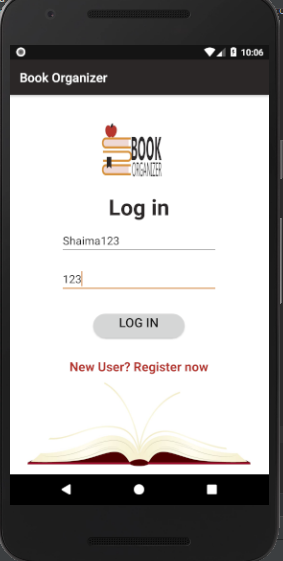 10:06
Book Organizer
BOOK
ORGANIZER
Log in
Shaima123
123
LOG IN
New User? Register now